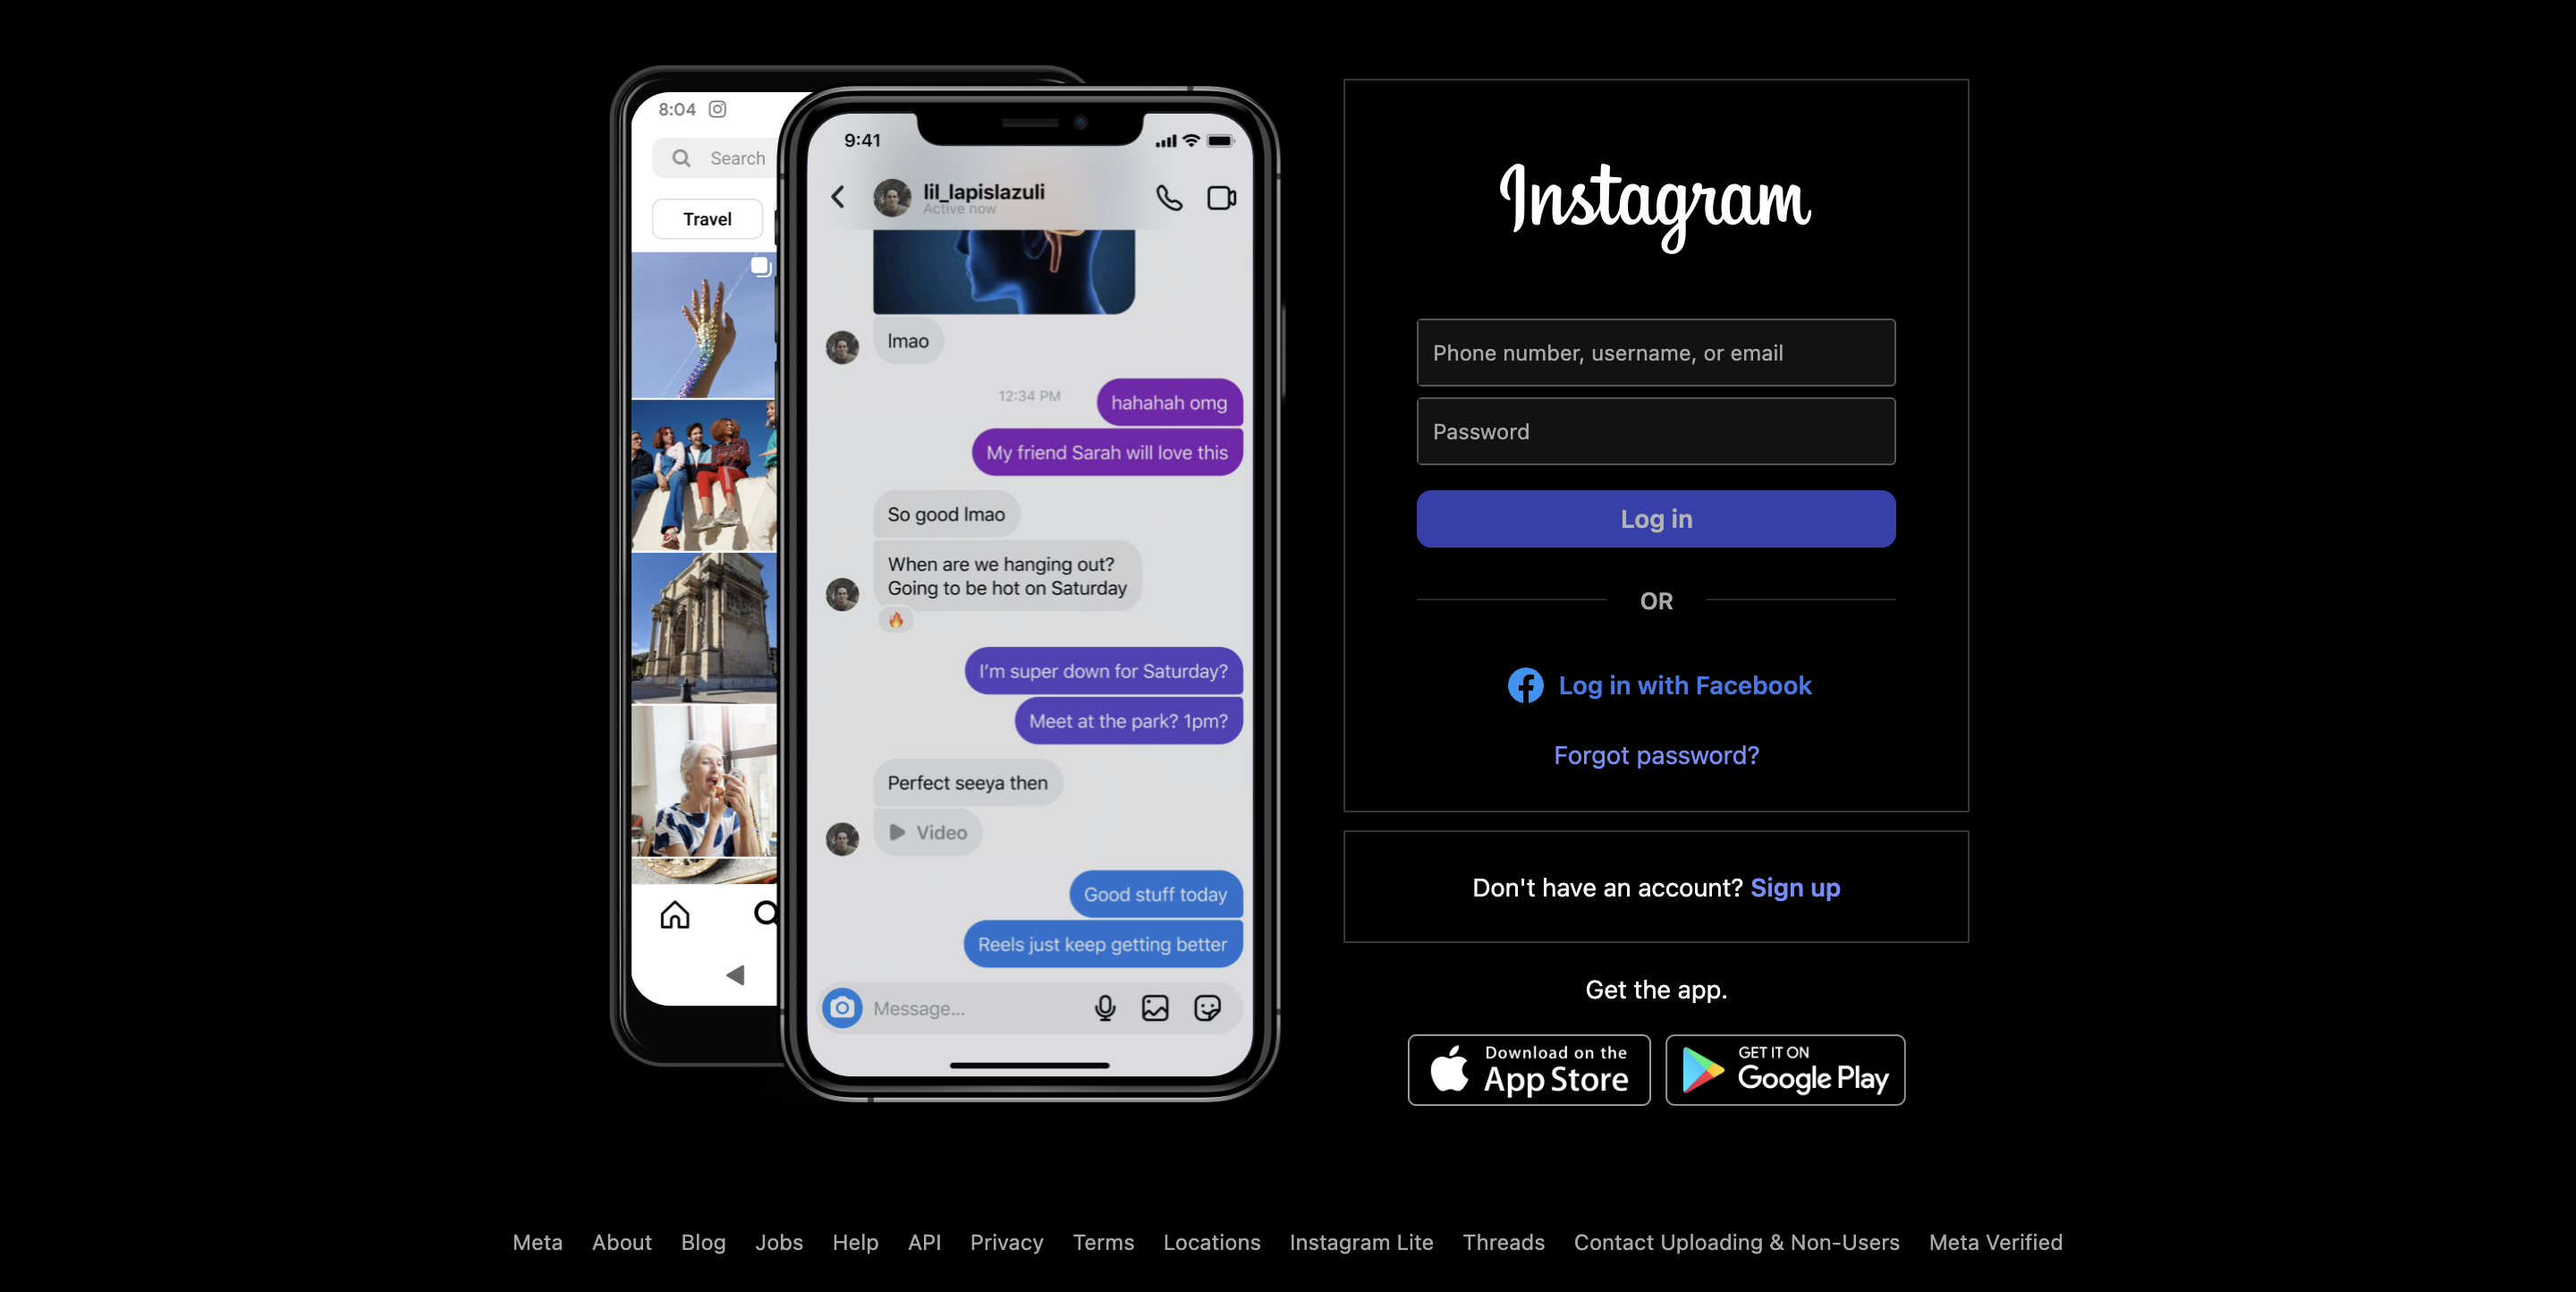 8:04
Search
Travel
9:41
lil_lapislazuli
Active now
lmao
12:34 PM
hahahah omg
My friend Sarah will love this
So good lmao
When are we hanging out?
Going to be hot on Saturday
I'm super down for Saturday?
Meet at the park? 1pm?
Perfect seeya then
Video
Good stuff today
Reels just keep getting better
Message...
Instagram
Phone number, username, or email
Password
Log in
OR
Log in with Facebook
Forgot password?
Don't have an account? Sign up
Get the app.
Download on the
App Store
GET IT ON
Google Play
Meta About Blog Jobs Help API Privacy Terms Locations Instagram Lite Threads Contact Uploading & Non-Users Meta Verified